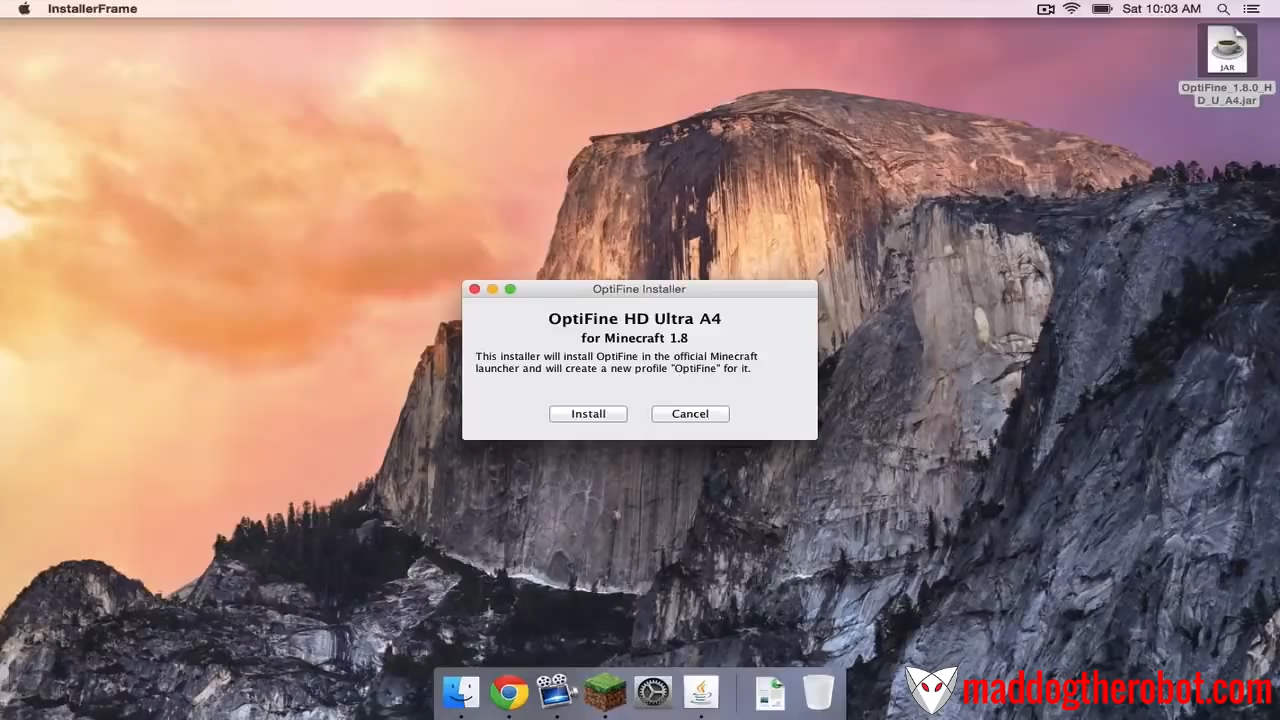 InstallerFrame
Sat 10:03 AM
JAR
OptiFine_1.8.0_H
D_U_A4.jar
OptiFine Installer
OptiFine HD Ultra A4
for Minecraft 1.8
This installer will install OptiFine in the official Minecraft
launcher and will create a new profile "OptiFine" for it.
Install
Cancel
maddogtherobot.com